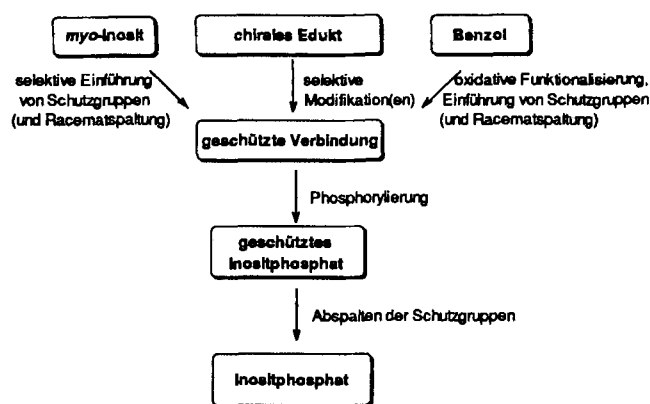 myo-Inosit
chirales Edukt
Benzol
selektive Einführung
von Schutzgruppen
(und Racematspaltung)
selektive
Modifikation(en)
oxidative Funktionalisierung,
Einführung von Schutzgruppen
(und Racematspaltung)
geschützte Verbindung
Phosphorylierung
geschütztes
Inositphosphat
Abspalten der Schutzgruppen
Inositphosphat